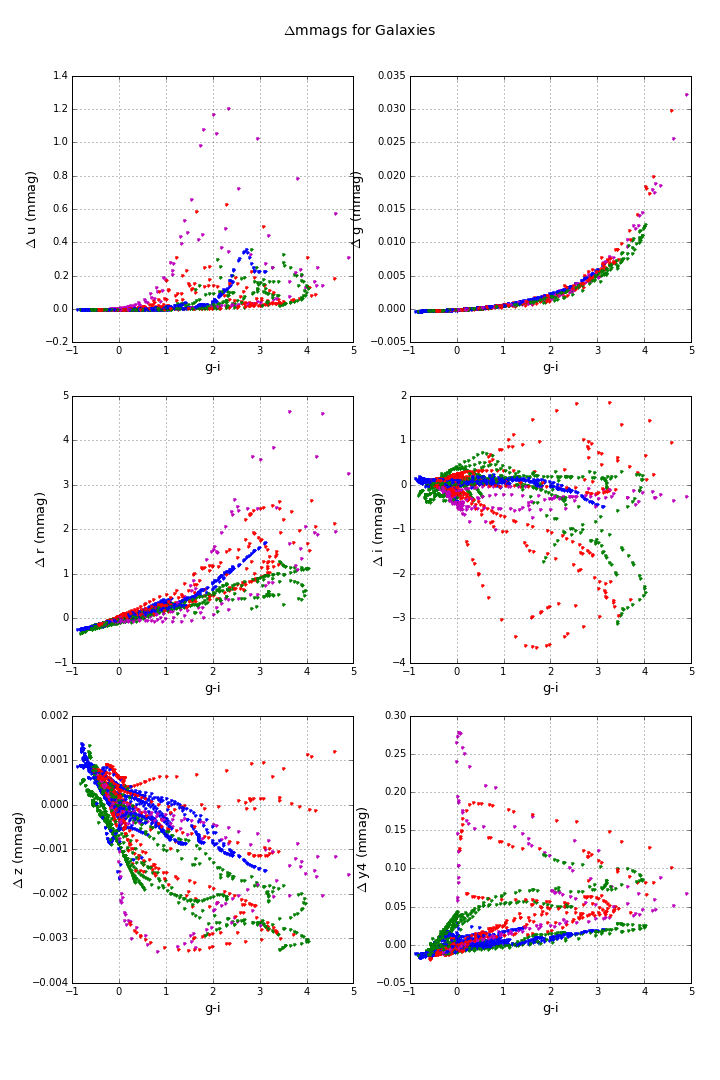 Δmmags for Galaxies
1.4
1.2
1.0
0.8
0.6
0.4
0.2
0.0
−0.2
−1 0 1 2 3 4 5
g-i
Δ u (mmag)
0.035
0.030
0.025
0.020
0.015
0.010
0.005
0.000
−0.005
−1 0 1 2 3 4 5
g-i
Δ g (mmag)
5
4
3
2
1
0
−1
−1 0 1 2 3 4 5
g-i
Δ r (mmag)
2
1
0
−1
−2
−3
−4
−1 0 1 2 3 4 5
g-i
Δ i (mmag)
0.002
0.001
0.000
−0.001
−0.002
−0.003
−0.004
−1 0 1 2 3 4 5
g-i
Δ z (mmag)
0.30
0.25
0.20
0.15
0.10
0.05
0.00
−0.05
−1 0 1 2 3 4 5
g-i
Δ y4 (mmag)